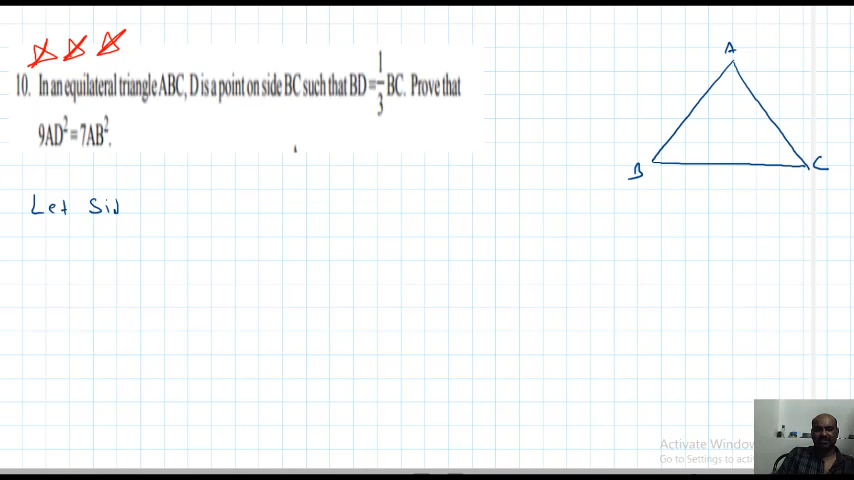 10. In an equilateral triangle ABC, D is a point on side BC such that BD = 1/3 BC. Prove that
9AD² = 7AB².
A
B
C
Let Sid
Activate Window
Go to Settings to acti